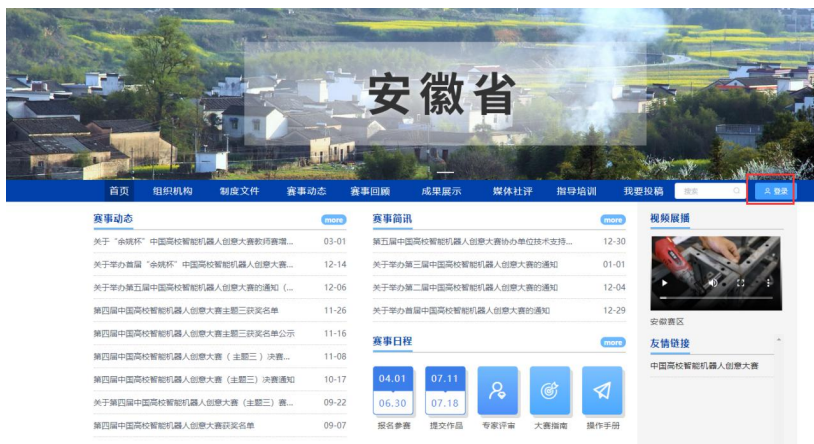 安徽省
首页 组织机构 制度文件 赛事动态 赛事回顾 成果展示 媒体社评 指导培训 我要投稿 搜索 登录
赛事动态 more
关于“余姚杯”中国高校智能机器人创意大赛教师赛增... 03-01
关于举办首届“余姚杯”中国高校智能机器人创意大赛... 12-14
关于举办第五届中国高校智能机器人创意大赛的通知（... 12-06
第四届中国高校智能机器人创意大赛主题三获奖名单 11-26
第四届中国高校智能机器人创意大赛主题三获奖名单公示 11-16
第四届中国高校智能机器人创意大赛（ 主题三 ）决赛... 11-08
第四届中国高校智能机器人创意大赛（主题三）决赛通知 10-17
关于第四届中国高校智能机器人创意大赛（主题三）赛... 09-22
第四届中国高校智能机器人创意大赛获奖名单 09-07
赛事简讯 more
第五届中国高校智能机器人创意大赛协办单位技术支持... 12-30
关于举办第三届中国高校智能机器人创意大赛的通知 01-01
关于举办第二届中国高校智能机器人创意大赛的通知 12-04
关于举办首届中国高校智能机器人创意大赛的通知 12-29
赛事日程 more
04.01 07.11
06.30 07.18
报名参赛 提交作品 专家评审 大赛指南 操作手册
视频展播
安徽赛区
友情链接
中国高校智能机器人创意大赛